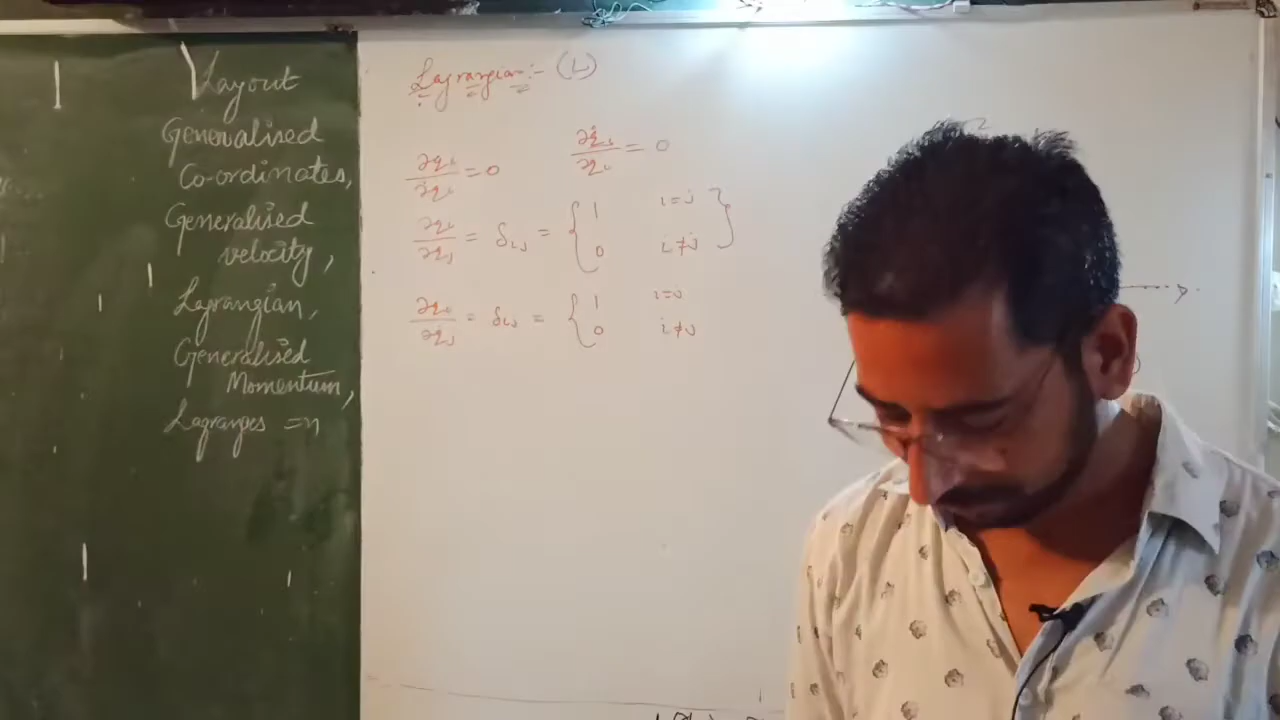 Layout
Generalised
Co-ordinates,
Generalised
velocity,
Lagrangian,
Generalised
Momentum,
Lagranges =n
Lagrangian:- (L)
∂qᵢ/∂q̇ᵢ = 0 ∂q̇ᵢ/∂qᵢ = 0
∂qᵢ/∂qⱼ = δᵢⱼ = { 1 i=j
0 i≠j }
∂q̇ᵢ/∂q̇ⱼ = δᵢⱼ = { 1 i=j
0 i≠j